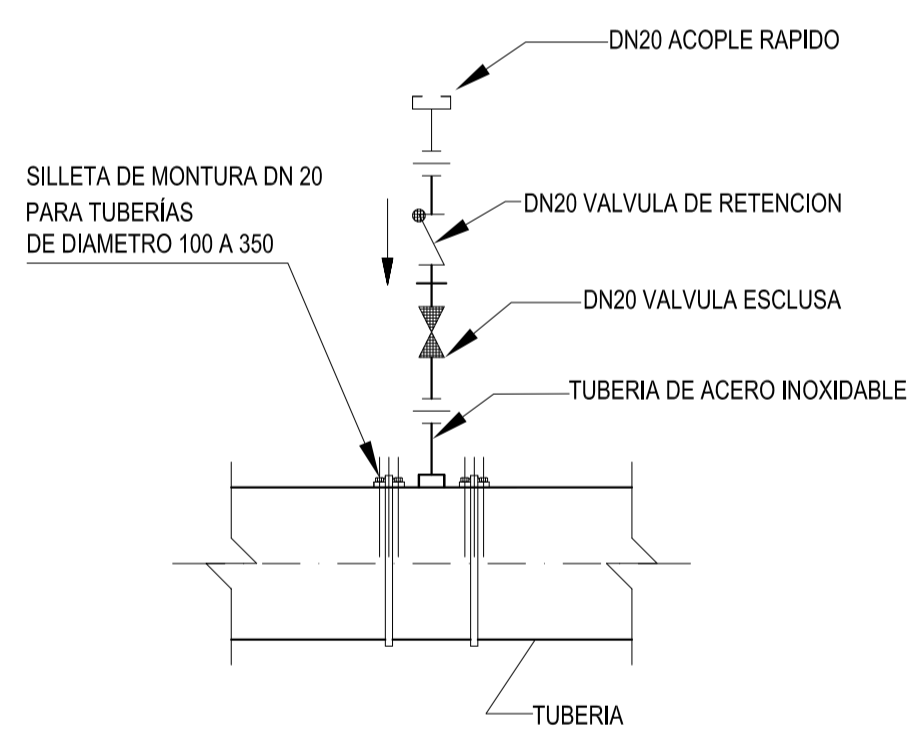 DN20 ACOPLE RAPIDO
SILLETA DE MONTURA DN 20
PARA TUBERÍAS
DE DIAMETRO 100 A 350
DN20 VALVULA DE RETENCION
DN20 VALVULA ESCLUSA
TUBERIA DE ACERO INOXIDABLE
TUBERIA